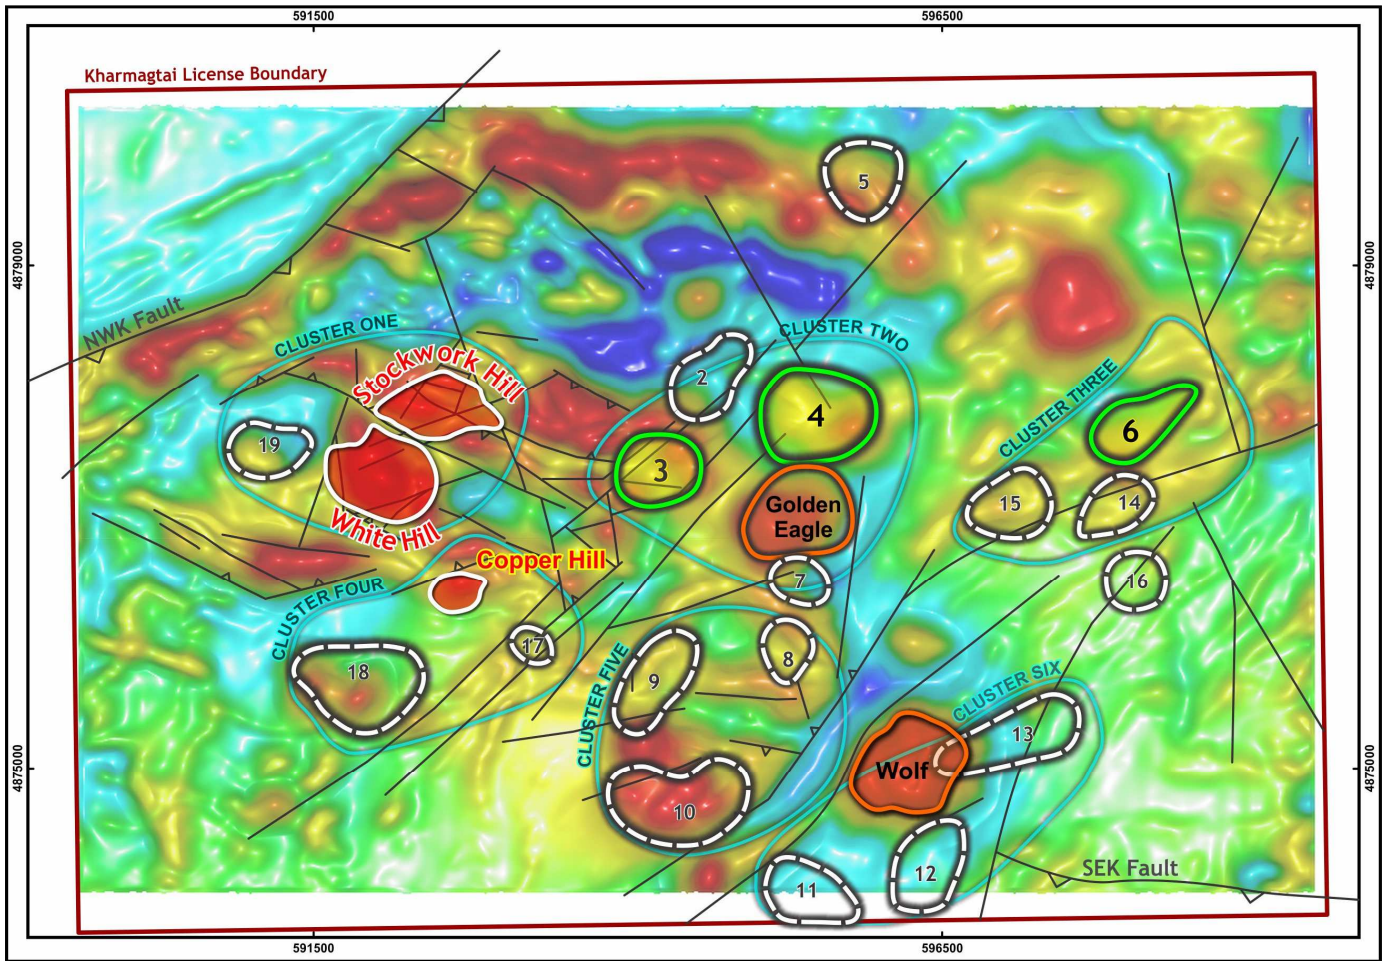 591500
596500
Kharmagtai License Boundary
5
4879000
4879000
NWK Fault
CLUSTER ONE
CLUSTER TWO
Stockwork Hill
2
CLUSTER THREE
4
6
19
3
15
14
Golden
Eagle
White Hill
Copper Hill
7
16
CLUSTER FOUR
17
8
18
9
CLUSTER FIVE
CLUSTER SIX
13
4875000
Wolf
4875000
10
SEK Fault
12
11
591500
596500